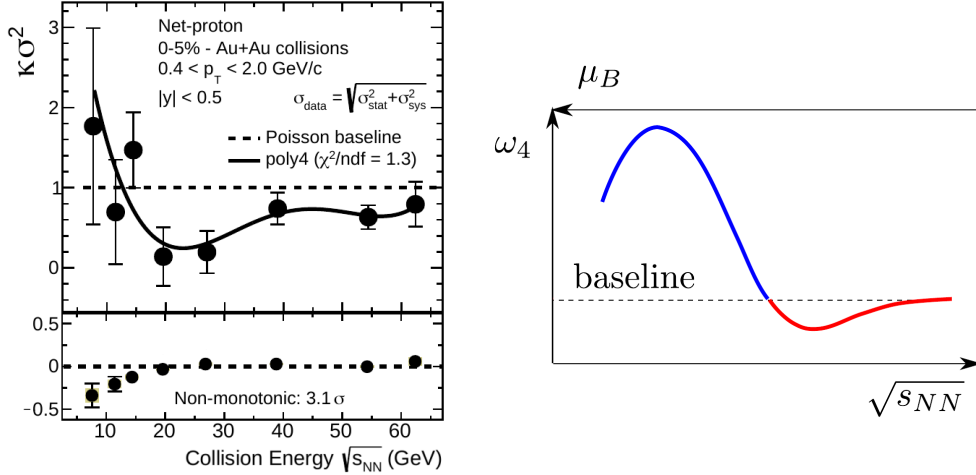 κσ²
3
2
1
0
Net-proton
0-5% - Au+Au collisions
0.4 < p_T < 2.0 GeV/c
|y| < 0.5
σ_data = √σ²_stat+σ²_sys
Poisson baseline
poly4 (χ²/ndf = 1.3)
0.5
0
−0.5
Non-monotonic: 3.1 σ
10 20 30 40 50 60
Collision Energy √s_NN (GeV)
μ_B
ω_4
baseline
√s_NN